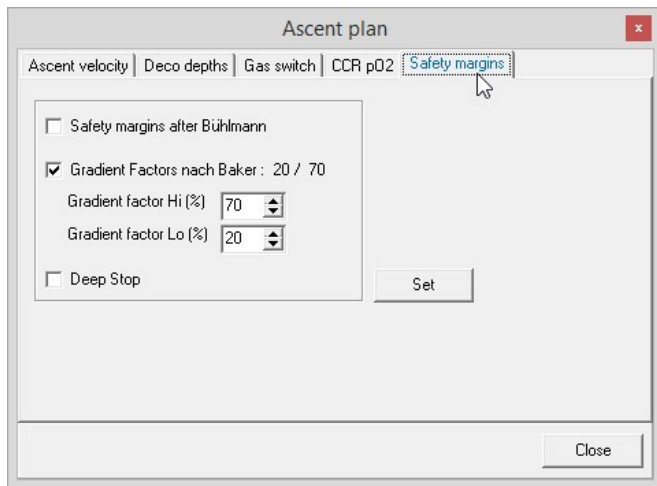 Ascent plan
x
Ascent velocity Deco depths Gas switch CCR pO2 Safety margins
Safety margins after Bühlmann
Gradient Factors nach Baker : 20 / 70
Gradient factor Hi (%) 70
Gradient factor Lo (%) 20
Deep Stop
Set
Close